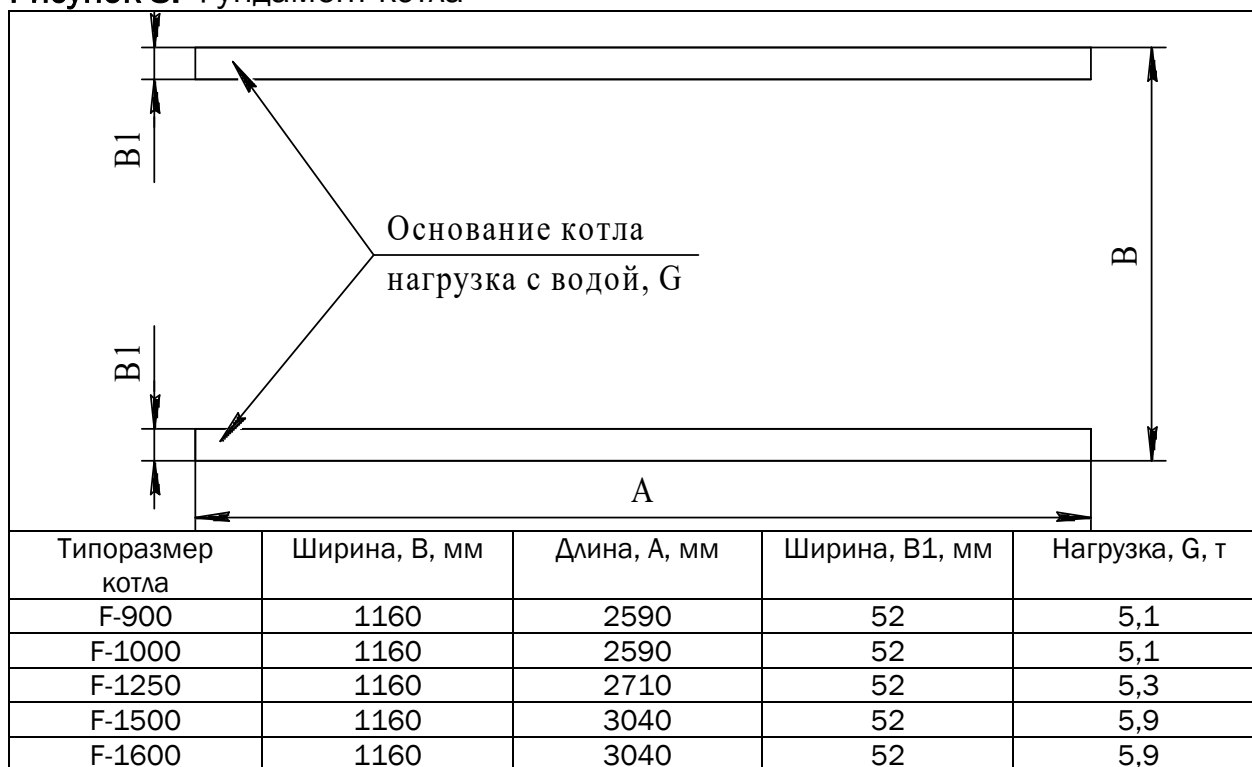 Рисунок 3. Фундамент котла
B1
Основание котла
нагрузка с водой, G
B
B1
A
Типоразмер котла | Ширина, B, мм | Длина, A, мм | Ширина, B1, мм | Нагрузка, G, т
F-900 | 1160 | 2590 | 52 | 5,1
F-1000 | 1160 | 2590 | 52 | 5,1
F-1250 | 1160 | 2710 | 52 | 5,3
F-1500 | 1160 | 3040 | 52 | 5,9
F-1600 | 1160 | 3040 | 52 | 5,9